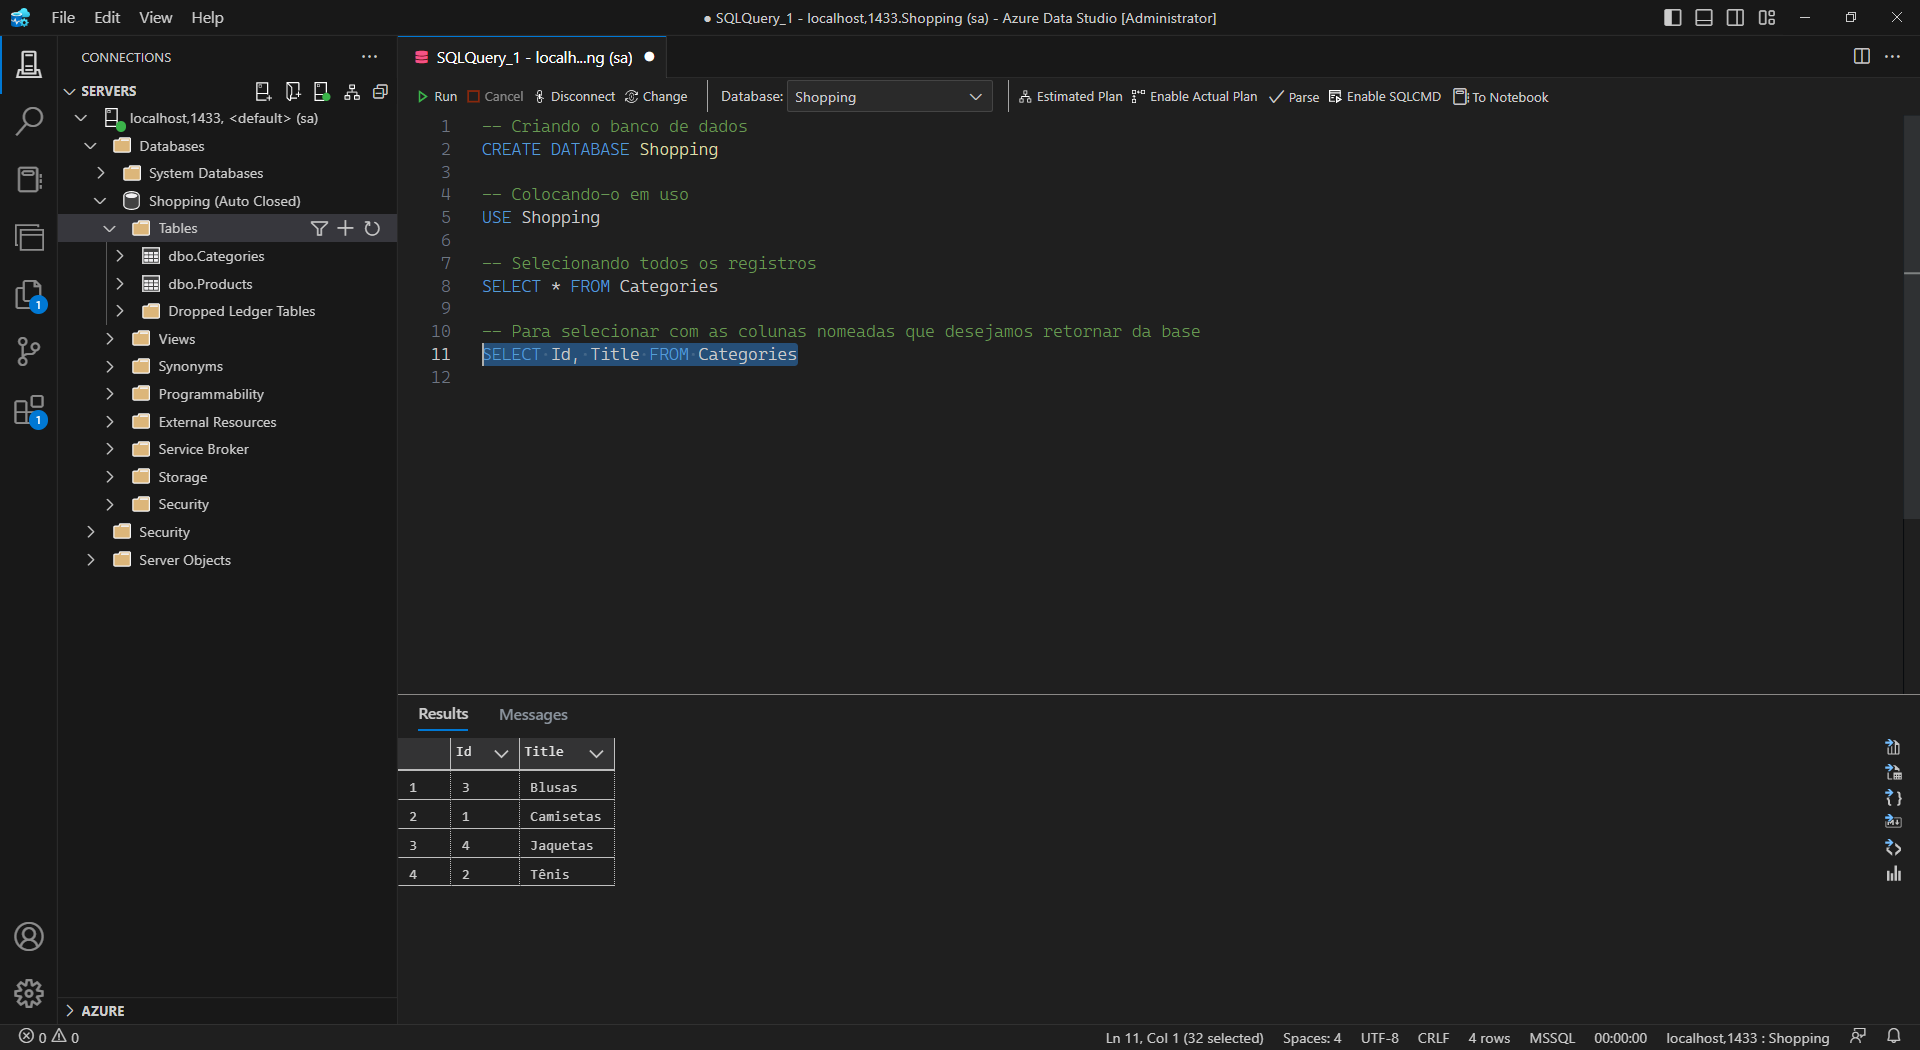 File Edit View Help
● SQLQuery_1 - localhost,1433.Shopping (sa) - Azure Data Studio [Administrator]
CONNECTIONS
SERVERS
localhost,1433, <default> (sa)
Databases
System Databases
Shopping (Auto Closed)
Tables
dbo.Categories
dbo.Products
Dropped Ledger Tables
Views
Synonyms
Programmability
External Resources
Service Broker
Storage
Security
Security
Server Objects
AZURE
1
1
SQLQuery_1 - localh...ng (sa)
Run Cancel Disconnect Change Database: Shopping Estimated Plan Enable Actual Plan Parse Enable SQLCMD To Notebook
1 -- Criando o banco de dados
2 CREATE DATABASE Shopping
3
4 -- Colocando-o em uso
5 USE Shopping
6
7 -- Selecionando todos os registros
8 SELECT * FROM Categories
9
10 -- Para selecionar com as colunas nomeadas que desejamos retornar da base
11 SELECT Id, Title FROM Categories
12
Results Messages
Id Title
1 3 Blusas
2 1 Camisetas
3 4 Jaquetas
4 2 Tênis
0 0 Ln 11, Col 1 (32 selected) Spaces: 4 UTF-8 CRLF 4 rows MSSQL 00:00:00 localhost,1433 : Shopping